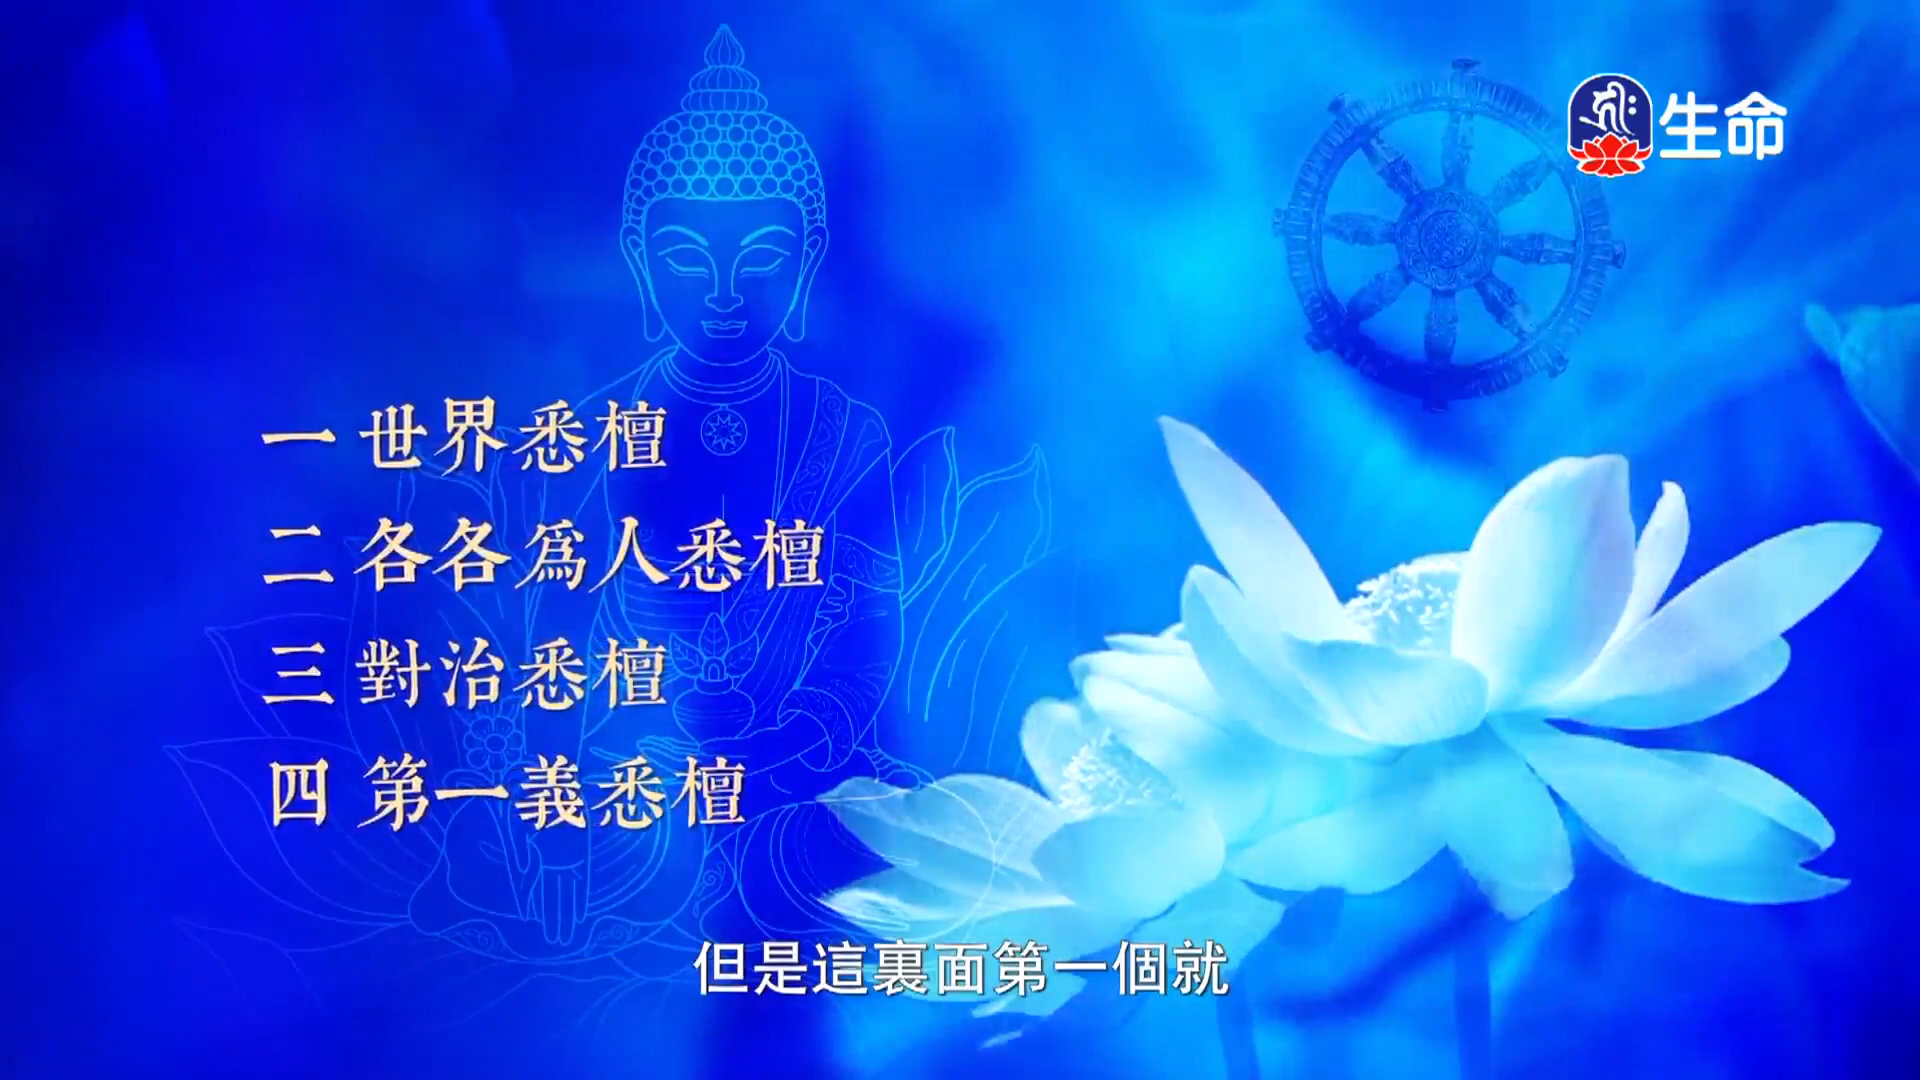 生命
一 世界悉檀
二 各各爲人悉檀
三 對治悉檀
四 第一義悉檀
但是這裏面第一個就